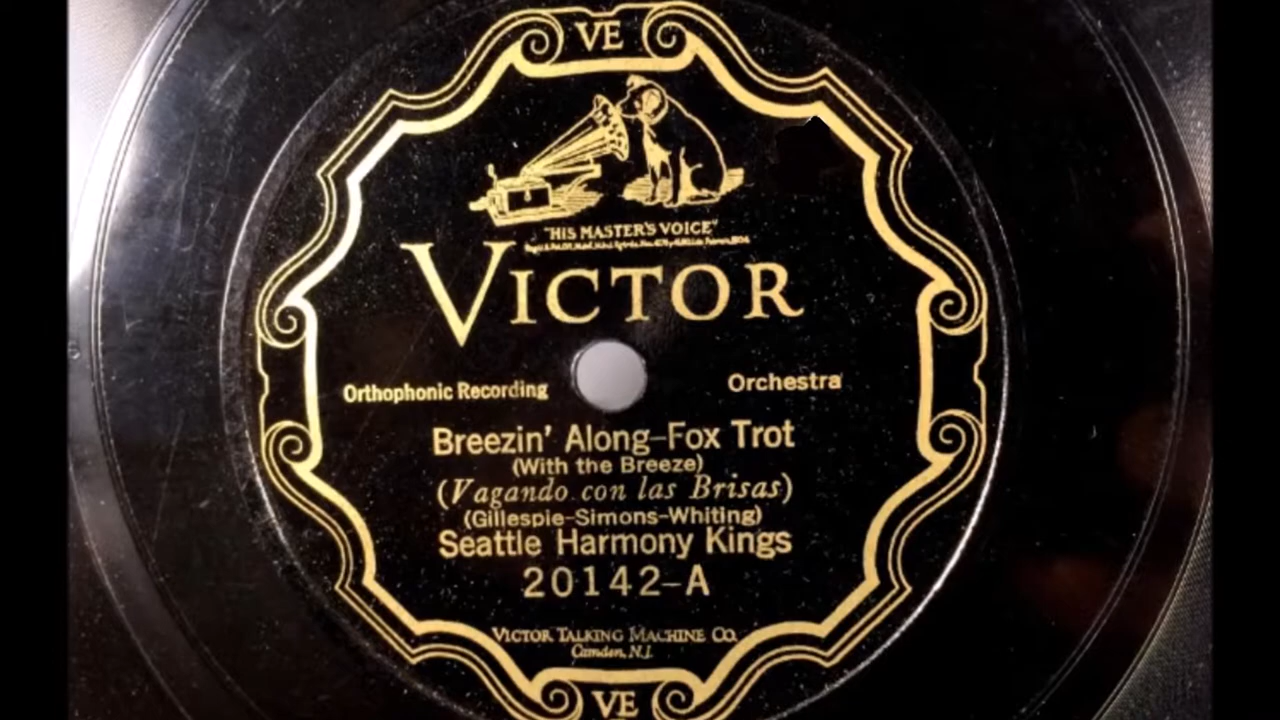 VE
"HIS MASTER'S VOICE"
VICTOR
Orthophonic Recording
Orchestra
Breezin' Along–Fox Trot
(With the Breeze)
(Vagando con las Brisas)
(Gillespie–Simons–Whiting)
Seattle Harmony Kings
20142–A
VICTOR TALKING MACHINE CO.
Camden, N.J.
VE